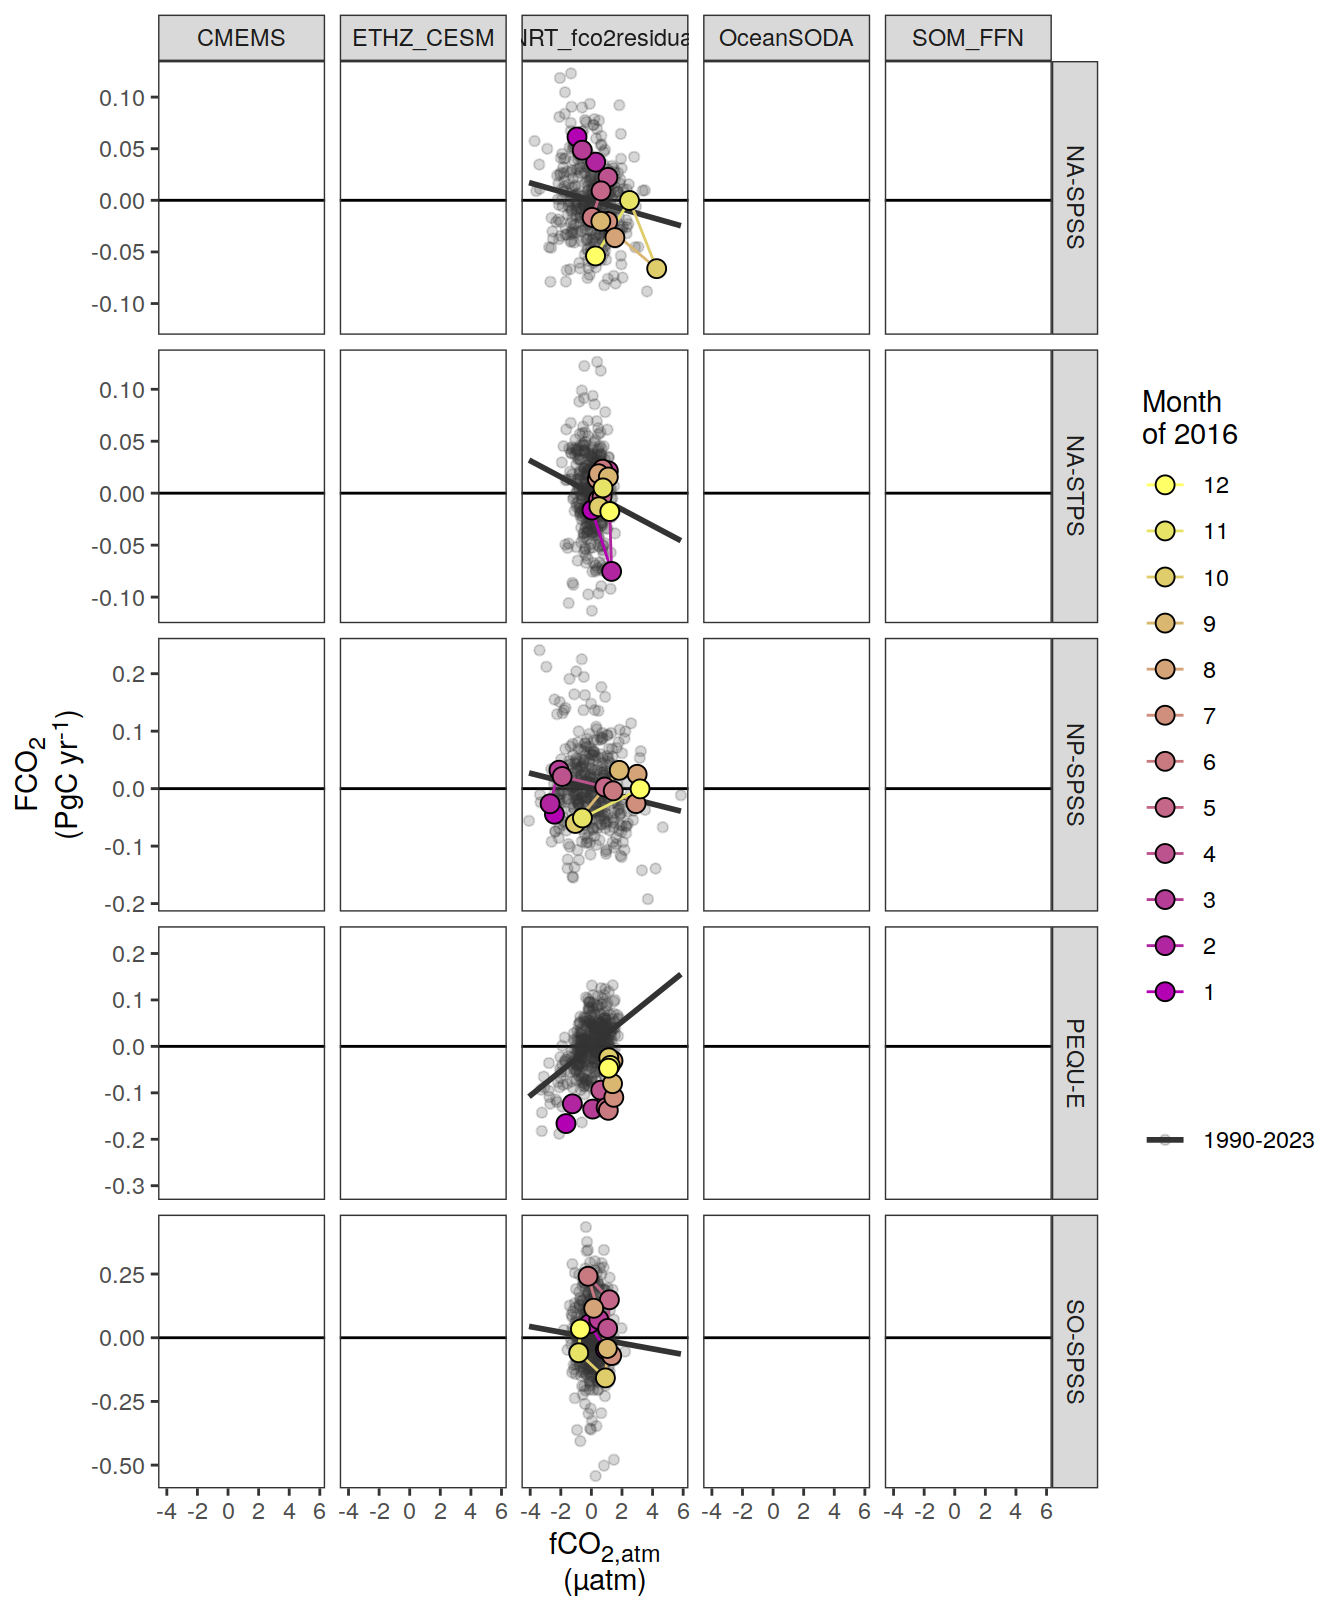 CMEMS ETHZ_CESM NRT_fco2residua OceanSODA SOM_FFN
0.10
0.05
0.00
-0.05
-0.10
NA-SPSS
0.10
0.05
0.00
-0.05
-0.10
NA-STPS
0.2
0.1
0.0
-0.1
-0.2
NP-SPSS
0.2
0.1
0.0
-0.1
-0.2
-0.3
PEQU-E
0.25
0.00
-0.25
-0.50
SO-SPSS
-4 -2 0 2 4 6 -4 -2 0 2 4 6 -4 -2 0 2 4 6 -4 -2 0 2 4 6 -4 -2 0 2 4 6
fCO2,atm
(µatm)
FCO2
(PgC yr-1)
Month
of 2016
12
11
10
9
8
7
6
5
4
3
2
1
1990-2023